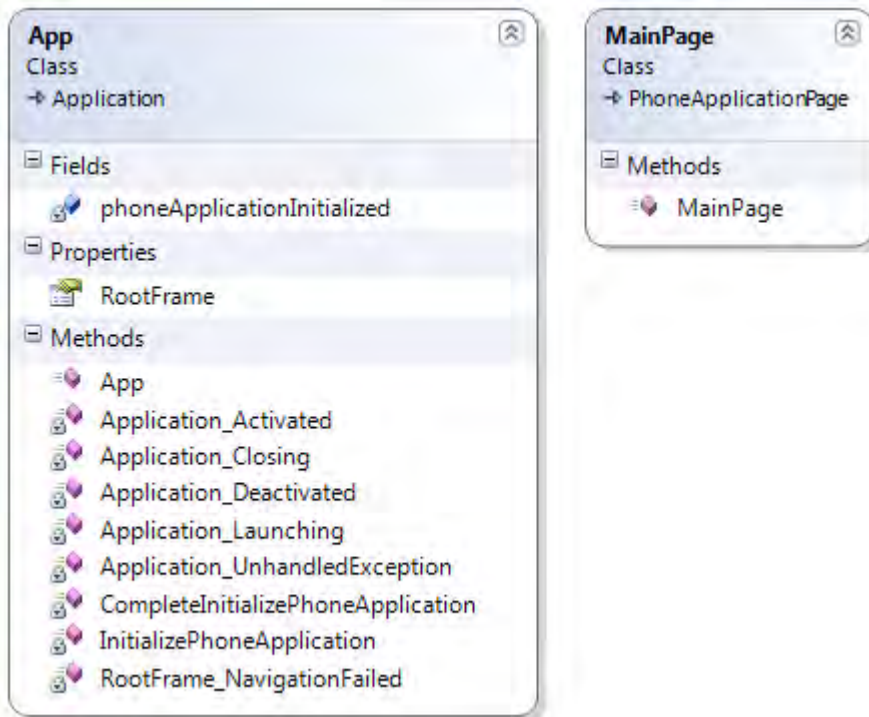 App
Class
Application
Fields
phoneApplicationInitialized
Properties
RootFrame
Methods
App
Application_Activated
Application_Closing
Application_Deactivated
Application_Launching
Application_UnhandledException
CompleteInitializePhoneApplication
InitializePhoneApplication
RootFrame_NavigationFailed
MainPage
Class
PhoneApplicationPage
Methods
MainPage